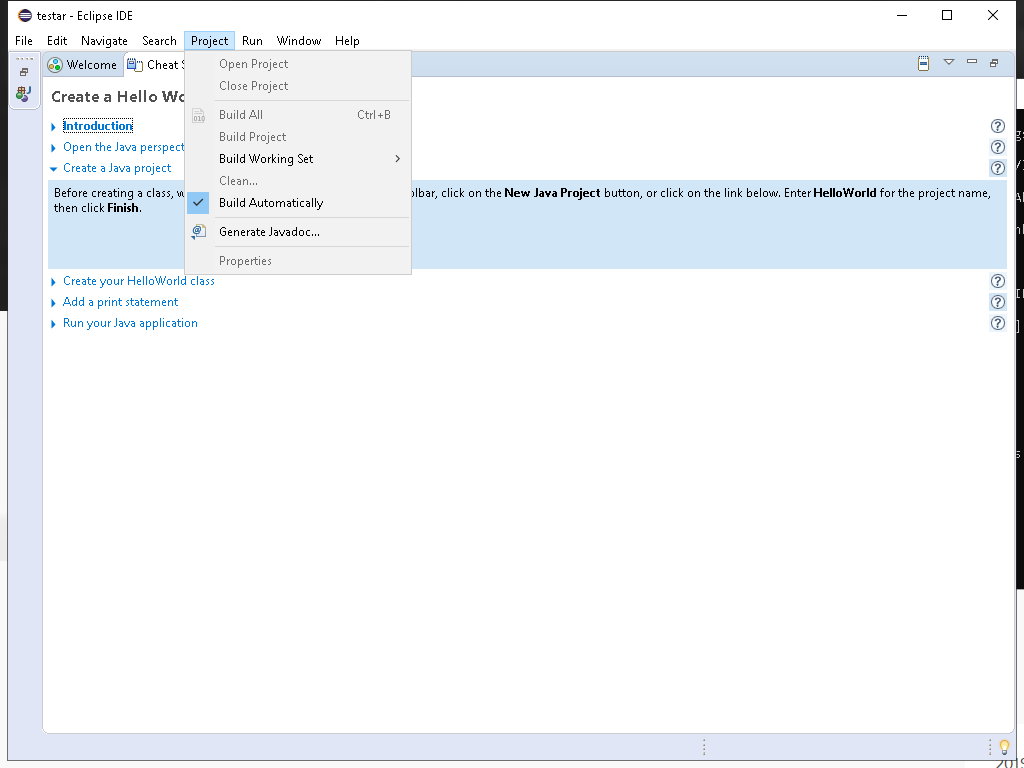 testar - Eclipse IDE
File Edit Navigate Search Project Run Window Help
Welcome Cheat S
Open Project
Close Project
Build All Ctrl+B
Build Project
Build Working Set
Clean...
Build Automatically
Generate Javadoc...
Properties
Create a Hello Wo
Introduction
Open the Java perspect
Create a Java project
Before creating a class, w olbar, click on the New Java Project button, or click on the link below. Enter HelloWorld for the project name,
then click Finish.
Create your HelloWorld class
Add a print statement
Run your Java application